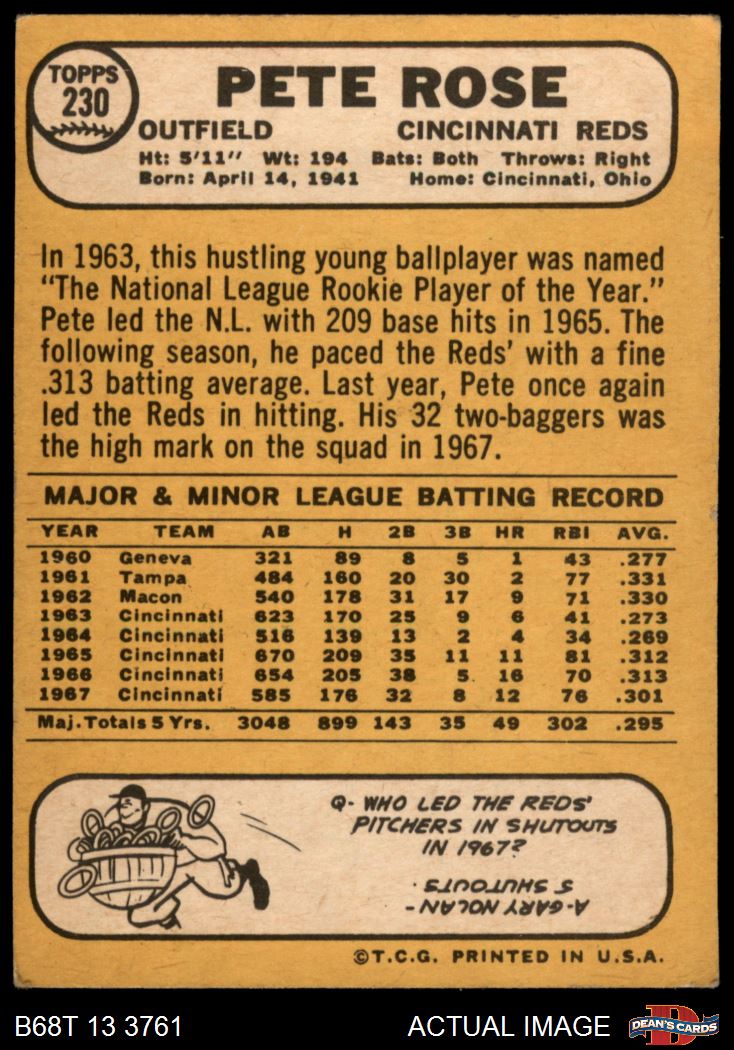 TOPPS
230
PETE ROSE
OUTFIELD CINCINNATI REDS
Ht: 5'11" Wt: 194 Bats: Both Throws: Right
Born: April 14, 1941 Home: Cincinnati, Ohio
In 1963, this hustling young ballplayer was named
"The National League Rookie Player of the Year."
Pete led the N.L. with 209 base hits in 1965. The
following season, he paced the Reds' with a fine
.313 batting average. Last year, Pete once again
led the Reds in hitting. His 32 two-baggers was
the high mark on the squad in 1967.
MAJOR & MINOR LEAGUE BATTING RECORD
YEAR TEAM AB H 2B 3B HR RBI AVG.
1960 Geneva 321 89 8 5 1 43 .277
1961 Tampa 484 160 20 30 2 77 .331
1962 Macon 540 178 31 17 9 71 .330
1963 Cincinnati 623 170 25 9 6 41 .273
1964 Cincinnati 516 139 13 2 4 34 .269
1965 Cincinnati 670 209 35 11 11 81 .312
1966 Cincinnati 654 205 38 5 16 70 .313
1967 Cincinnati 585 176 32 8 12 76 .301
Maj. Totals 5 Yrs. 3048 899 143 35 49 302 .295
Q- WHO LED THE REDS'
PITCHERS IN SHUTOUTS
IN 1967?
A-GARY NOLAN -
5 SHUTOUTS.
©T.C.G. PRINTED IN U.S.A.
B68T 13 3761 ACTUAL IMAGE
D
DEAN'S CARDS